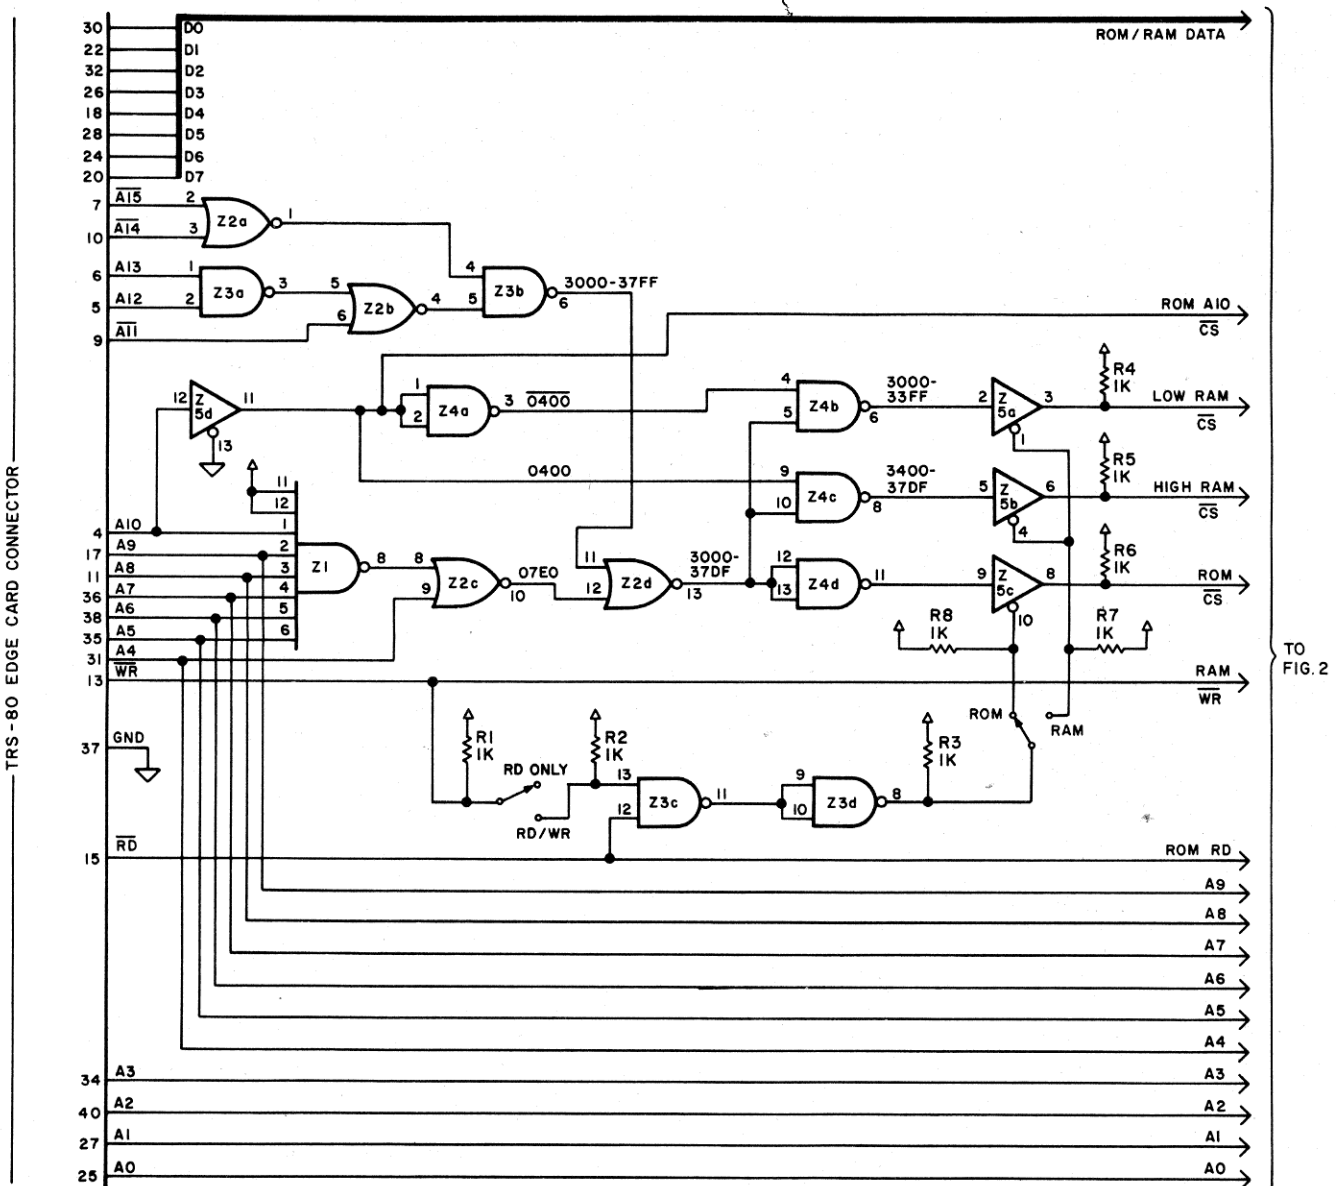 30 D0
22 D1
32 D2
26 D3
18 D4
28 D5
24 D6
20 D7
ROM/RAM DATA
7 A15 2
Z2a 1
10 A14 3
6 A13 1
Z3a 3
5 A12 2
9 A11
5 Z2b 4
6
4 Z3b 6
5
3000-37FF
ROM A10
CS
12 Z 5d 11
13
1 Z4a 3
2
0400
0400
4 Z4b 6
5
3000-
33FF
2 Z 5a 3
1
R4
1K
LOW RAM
CS
9 Z4c 8
10
3400-
37DF
5 Z 5b 6
4
R5
1K
HIGH RAM
CS
11
12
4 A10 1
17 A9 2
11 A8 3
36 A7 4
38 A6 5
35 A5 6
31 A4
Z1 8
8 Z2c 10
9
07E0
11 Z2d 13
12
3000-
37DF
12 Z4d 11
13
9 Z 5c 8
10
R6
1K
ROM
CS
R8
1K
R7
1K
13 WR
RAM
WR
TO
FIG. 2
ROM
RAM
37 GND
R1
1K
RD ONLY
RD/WR
R2
1K
13 Z3c 11
12
9 Z3d 8
10
R3
1K
15 RD
ROM RD
A9
A8
A7
A6
A5
A4
34 A3 A3
40 A2 A2
27 A1 A1
25 A0 A0
TRS-80 EDGE CARD CONNECTOR